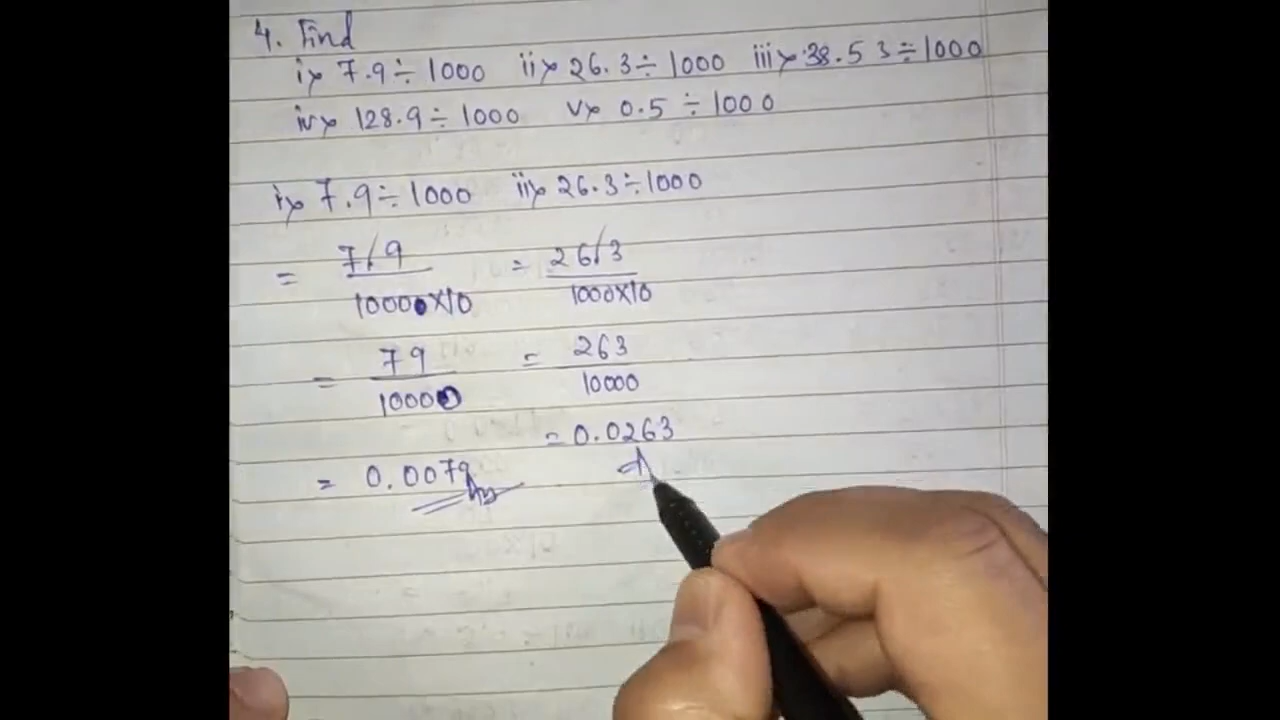 4. Find
i> 7.9 ÷ 1000 ii> 26.3 ÷ 1000 iii> 38.53 ÷ 1000
iv> 128.9 ÷ 1000 v> 0.5 ÷ 1000
i> 7.9 ÷ 1000 ii> 26.3 ÷ 1000
= 7.9 / 1000×10 = 26.3 / 1000×10
= 79 / 10000 = 263 / 10000
= 0.0263
= 0.0079